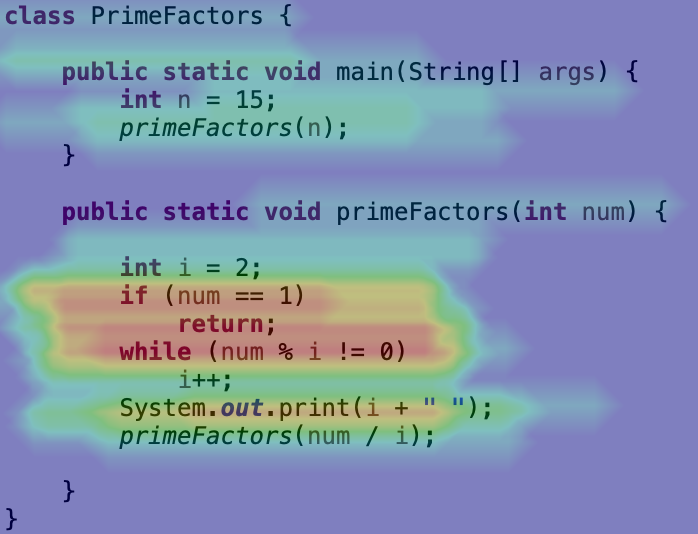 class PrimeFactors {
public static void main(String[] args) {
int n = 15;
primeFactors(n);
}
public static void primeFactors(int num) {
int i = 2;
if (num == 1)
return;
while (num % i != 0)
i++;
System.out.print(i + " ");
primeFactors(num / i);
}
}